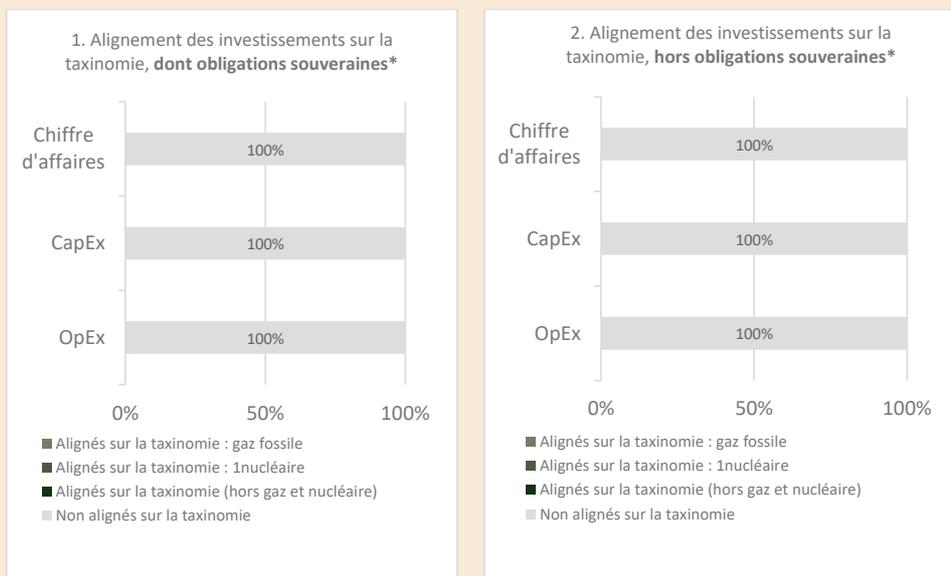 1. Alignement des investissements sur la
taxinomie, dont obligations souveraines*
Chiffre
d'affaires
100%
CapEx
100%
OpEx
100%
0% 50% 100%
Alignés sur la taxinomie : gaz fossile
Alignés sur la taxinomie : 1nucléaire
Alignés sur la taxinomie (hors gaz et nucléaire)
Non alignés sur la taxinomie
2. Alignement des investissements sur la
taxinomie, hors obligations souveraines*
Chiffre
d'affaires
100%
CapEx
100%
OpEx
100%
0% 50% 100%
Alignés sur la taxinomie : gaz fossile
Alignés sur la taxinomie : 1nucléaire
Alignés sur la taxinomie (hors gaz et nucléaire)
Non alignés sur la taxinomie